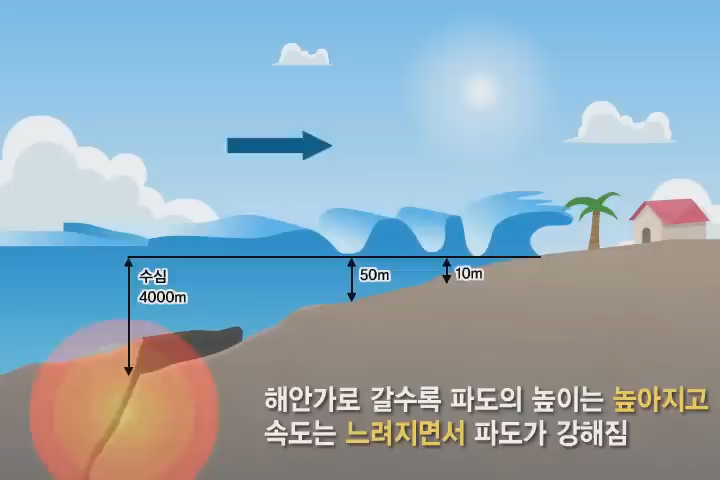 수심
4000m
50m
10m
해안가로 갈수록 파도의 높이는 높아지고
속도는 느려지면서 파도가 강해짐